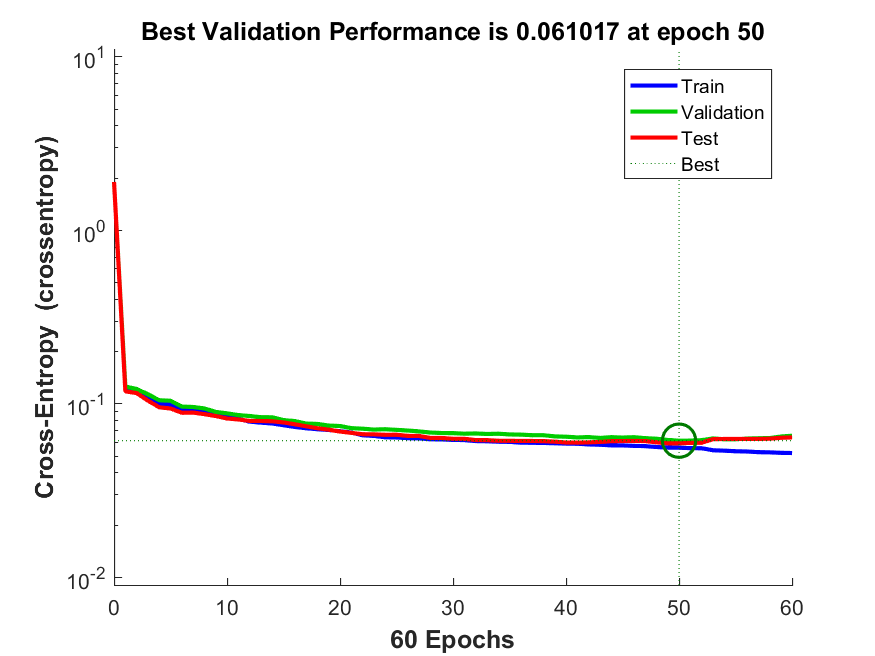 Best Validation Performance is 0.061017 at epoch 50
Cross-Entropy  (crossentropy)
10^1
10^0
10^-1
10^-2
Train
Validation
Test
Best
0 10 20 30 40 50 60
60 Epochs